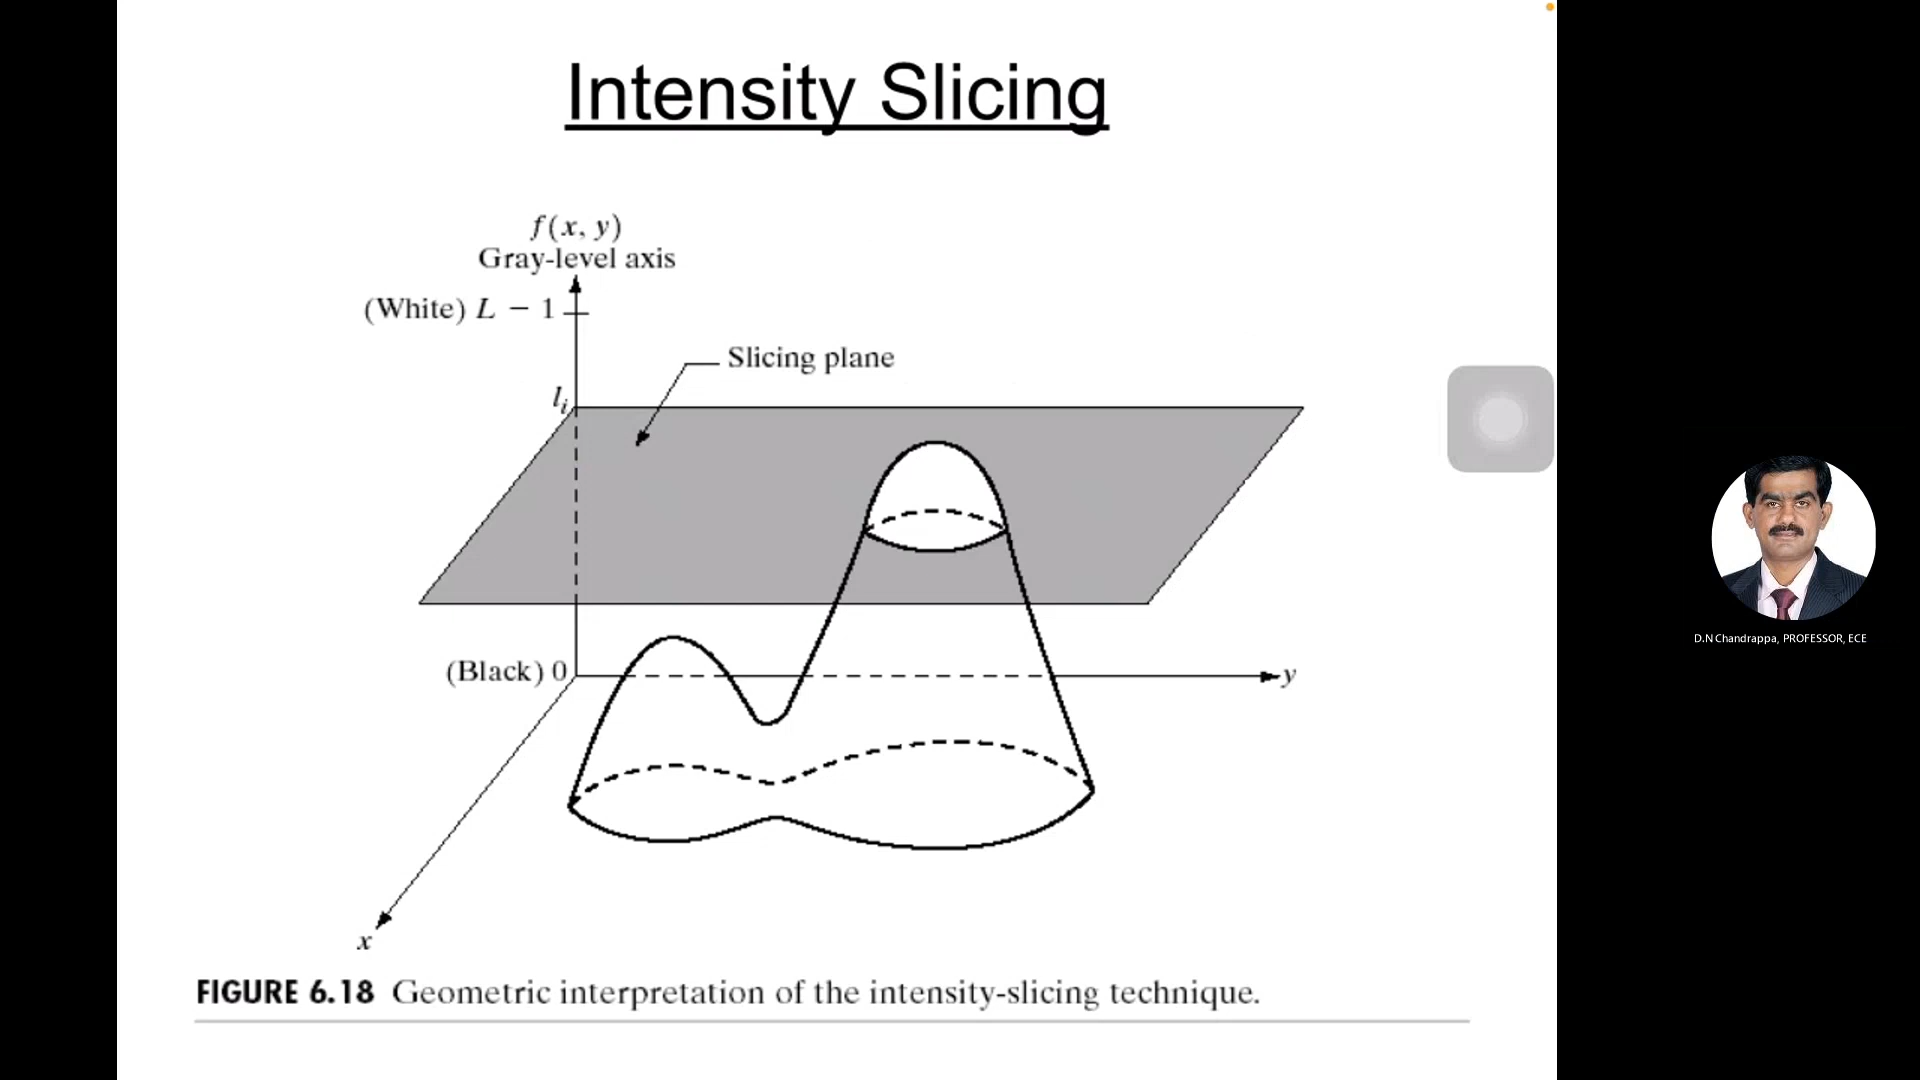 Intensity Slicing
f(x, y)
Gray-level axis
(White) L − 1
Slicing plane
li
(Black) 0
y
x
FIGURE 6.18 Geometric interpretation of the intensity-slicing technique.
D.N Chandrappa, PROFESSOR, ECE